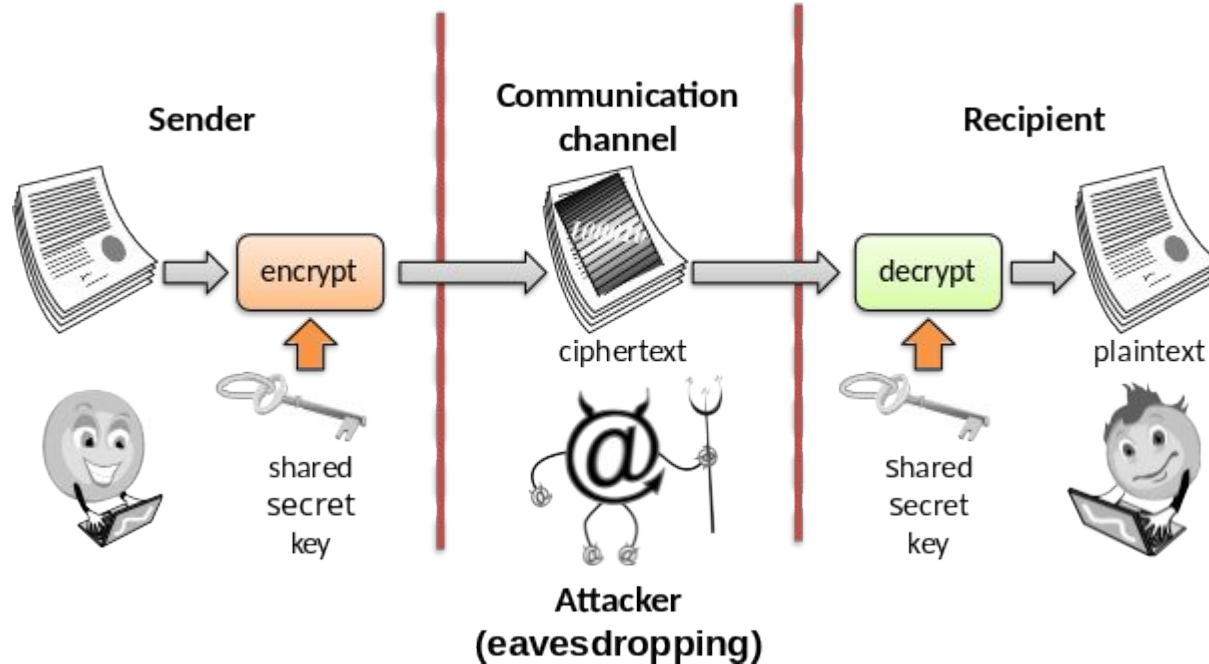 Sender
Communication
channel
Recipient
encrypt
decrypt
ciphertext
plaintext
shared
secret
key
@
shared
secret
key
Attacker
(eavesdropping)